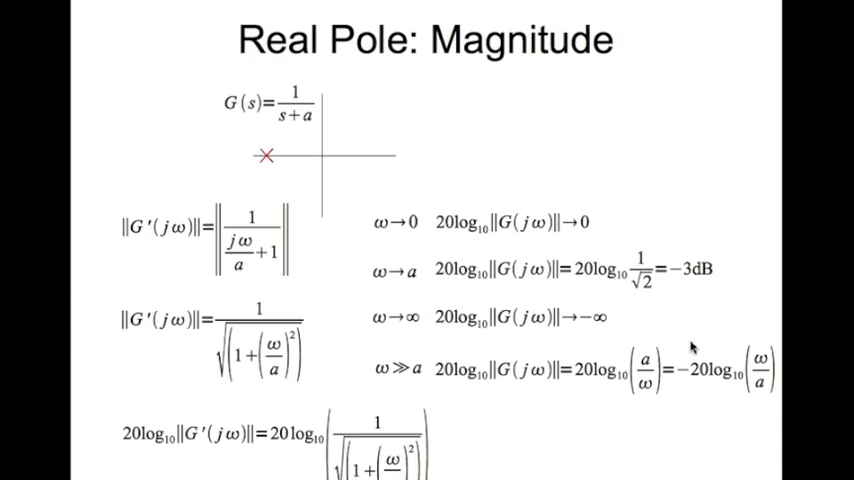 Real Pole: Magnitude
G(s)=1/(s+a)
||G'(jω)||=||1/(jω/a+1)||
ω→0 20log₁₀||G(jω)||→0
ω→a 20log₁₀||G(jω)||=20log₁₀ 1/√2=−3dB
||G'(jω)||=1/√(1+(ω/a)²)
ω→∞ 20log₁₀||G(jω)||→−∞
ω≫a 20log₁₀||G(jω)||=20log₁₀(a/ω)=−20log₁₀(ω/a)
20log₁₀||G'(jω)||=20log₁₀(1/√(1+(ω/)²))